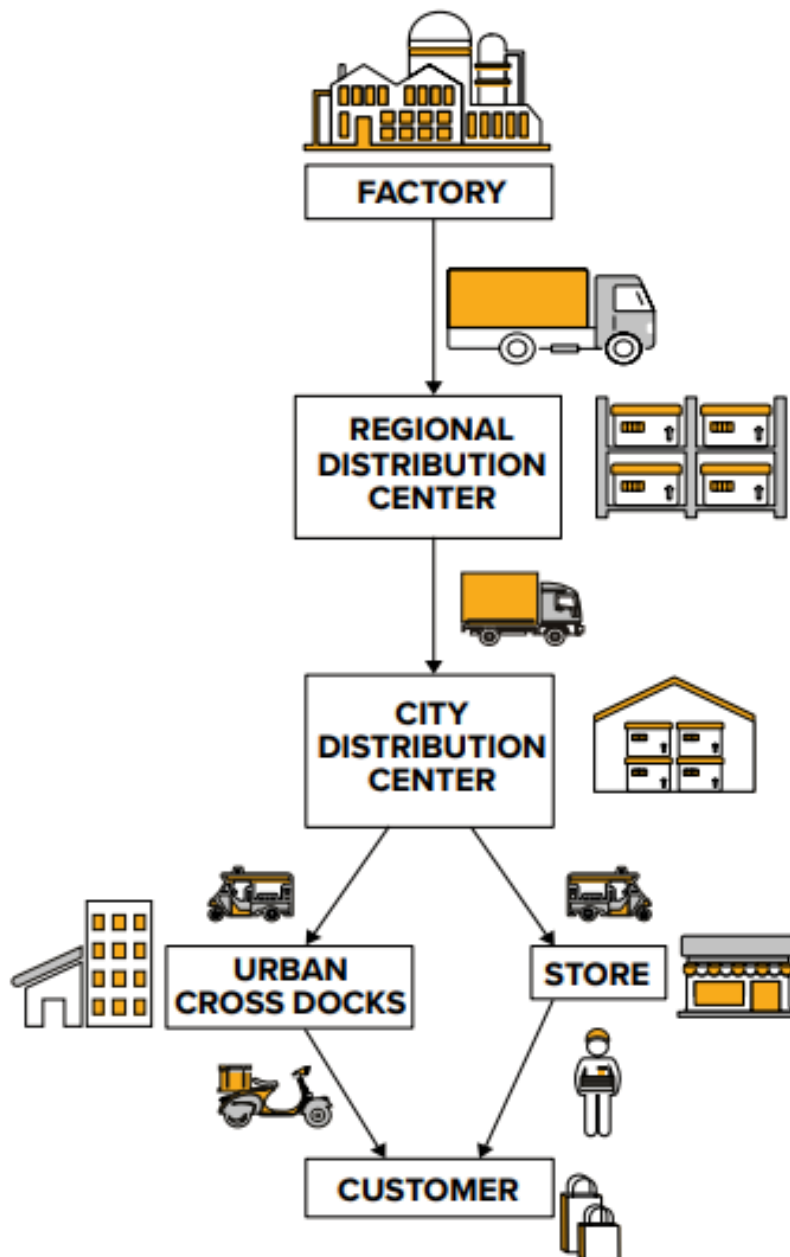 FACTORY
REGIONAL
DISTRIBUTION
CENTER
CITY
DISTRIBUTION
CENTER
URBAN
CROSS DOCKS
STORE
CUSTOMER